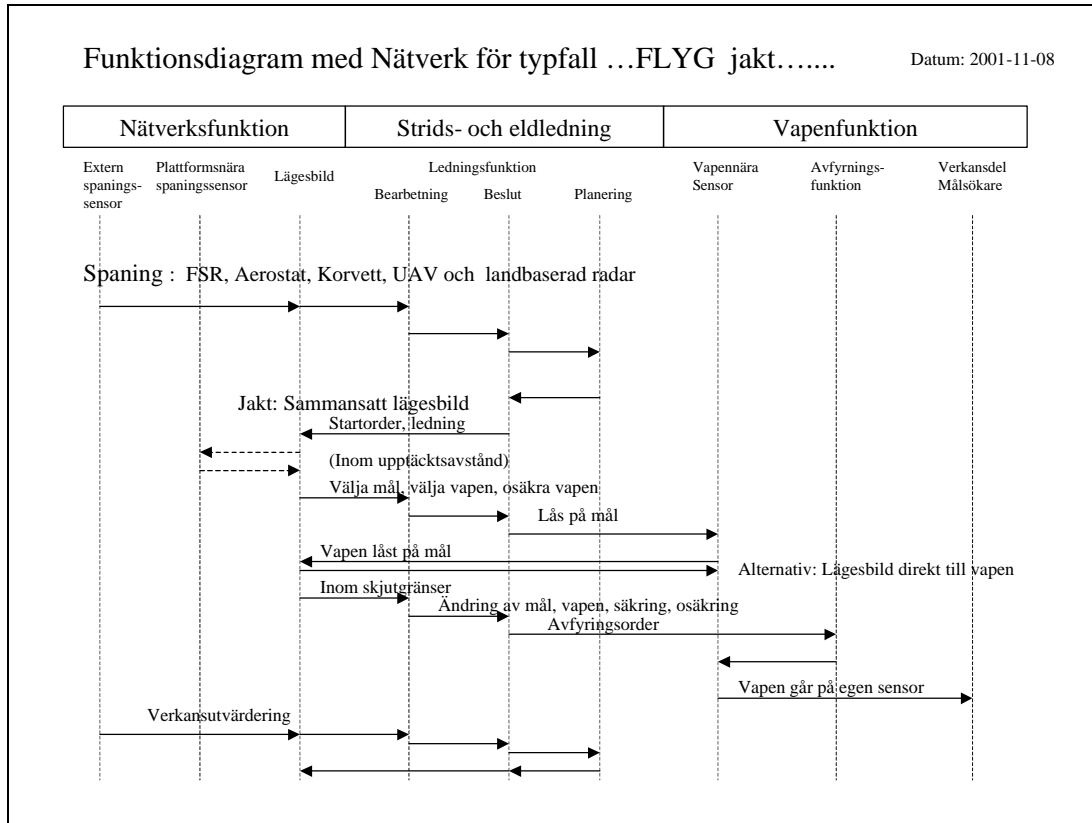 Funktionsdiagram med Nätverk för typfall …FLYG jakt….... Datum: 2001-11-08
Nätverksfunktion Strids- och eldledning Vapenfunktion
Extern
spanings-
sensor
Plattformsnära
spaningssensor
Lägesbild
Ledningsfunktion
Bearbetning Beslut Planering
Vapennära
Sensor
Avfyrnings-
funktion
Verkansdel
Målsökare
Spaning : FSR, Aerostat, Korvett, UAV och landbaserad radar
Jakt: Sammansatt lägesbild
Startorder, ledning
(Inom upptäcktsavstånd)
Välja mål, välja vapen, osäkra vapen
Lås på mål
Vapen låst på mål
Alternativ: Lägesbild direkt till vapen
Inom skjutgränser
Ändring av mål, vapen, säkring, osäkring
Avfyringsorder
Vapen går på egen sensor
Verkansutvärdering